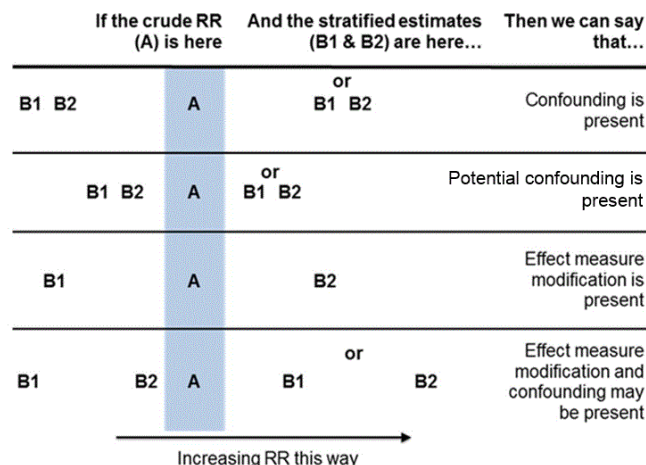 If the crude RR
(A) is here
And the stratified estimates
(B1 & B2) are here…
Then we can say
that…
or
B1 B2 A B1 B2
Confounding is
present
or
B1 B2 A B1 B2
Potential confounding is
present
B1 A B2
Effect measure
modification is
present
or
B1 B2 A B1 B2
Effect measure
modification and
confounding may
be present
Increasing RR this way